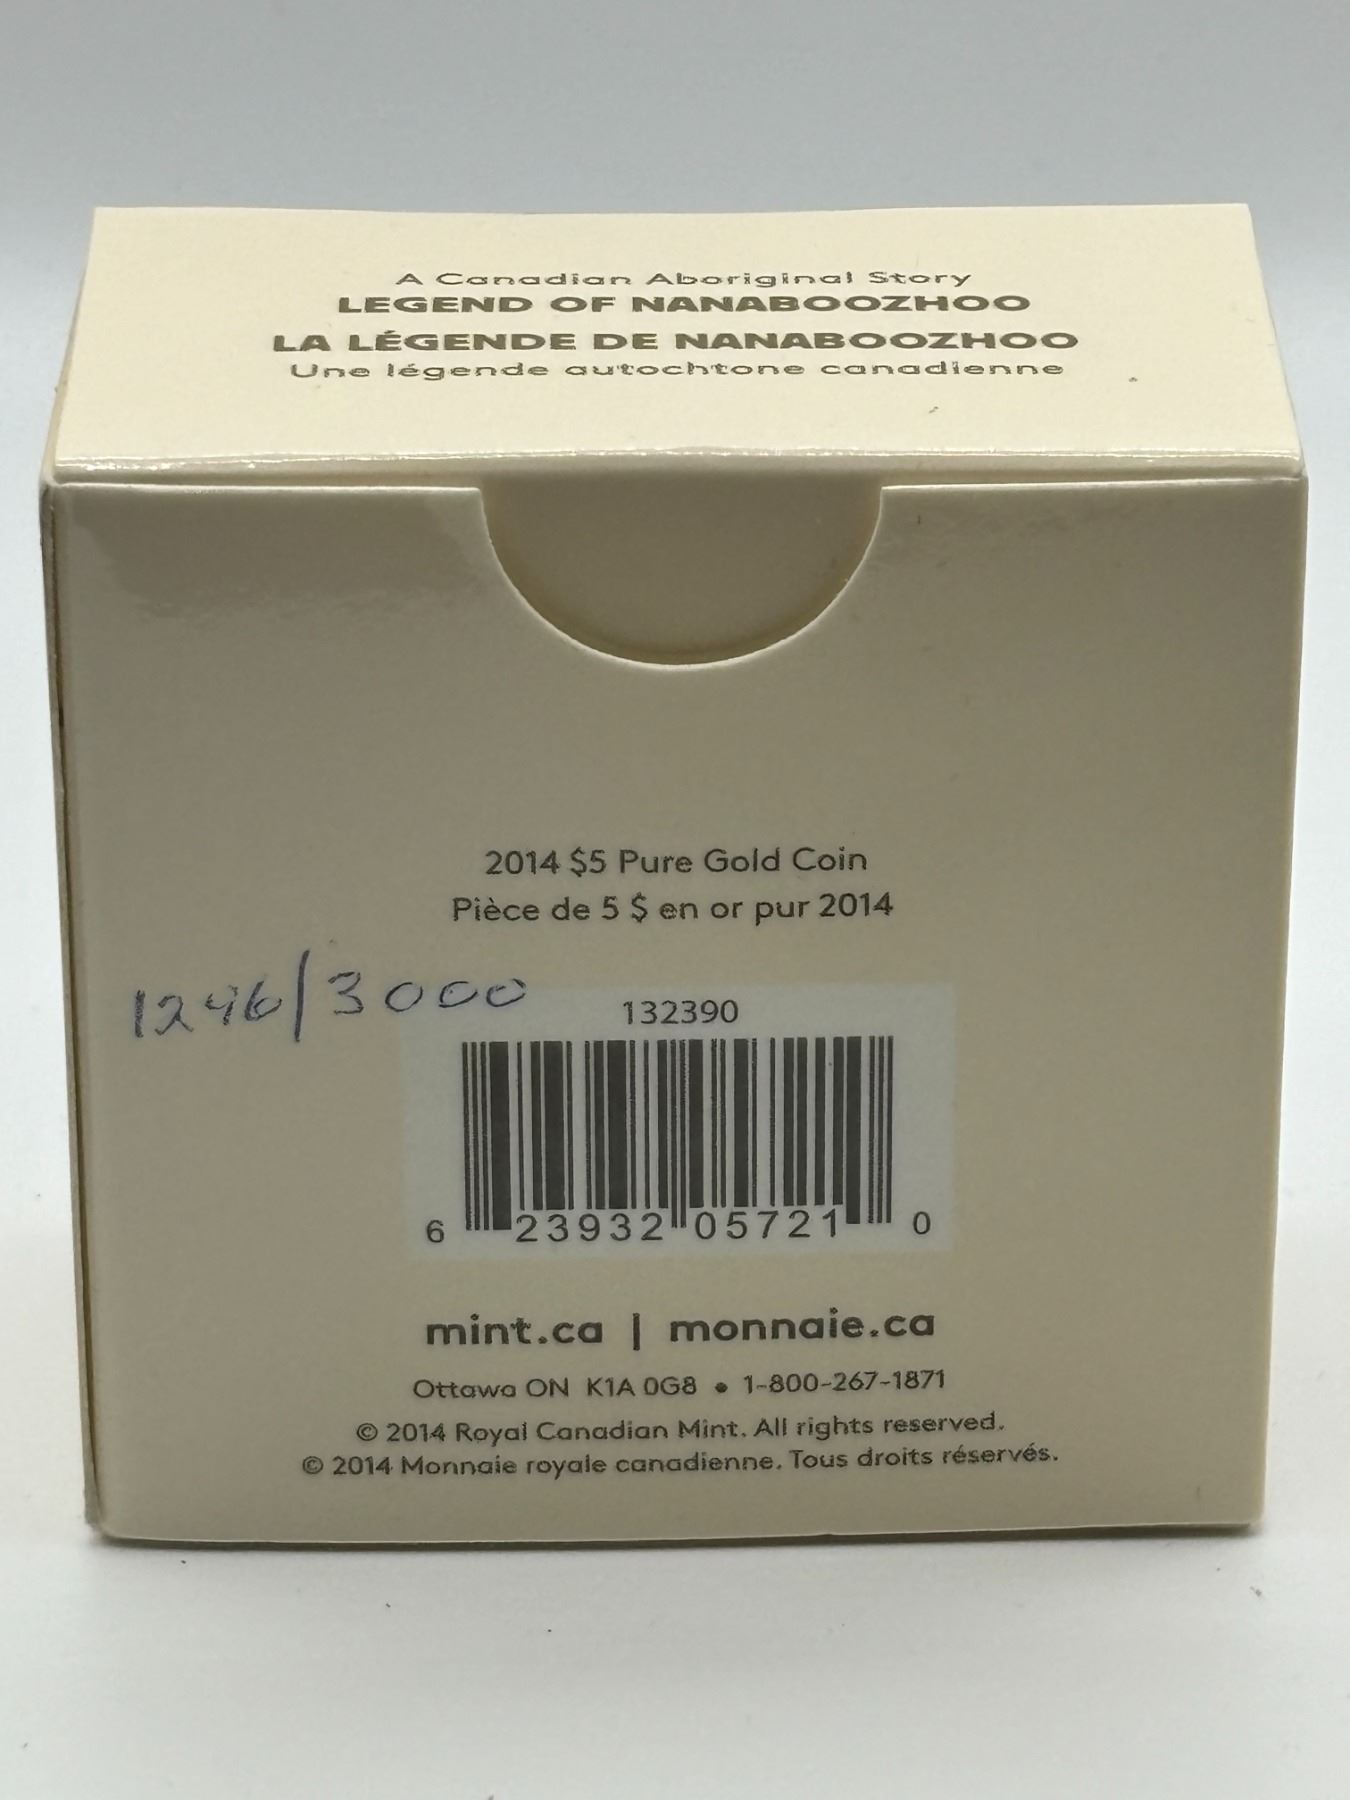 A Canadian Aboriginal Story
LEGEND OF NANABOOZHOO
LA LÉGENDE DE NANABOOZHOO
Une légende autochtone canadienne
2014 $5 Pure Gold Coin
Pièce de 5 $ en or pur 2014
1246/3000
132390
6 23932 05721 0
mint.ca | monnaie.ca
Ottawa ON K1A 0G8 • 1-800-267-1871
© 2014 Royal Canadian Mint. All rights reserved.
© 2014 Monnaie royale canadienne. Tous droits réservés.